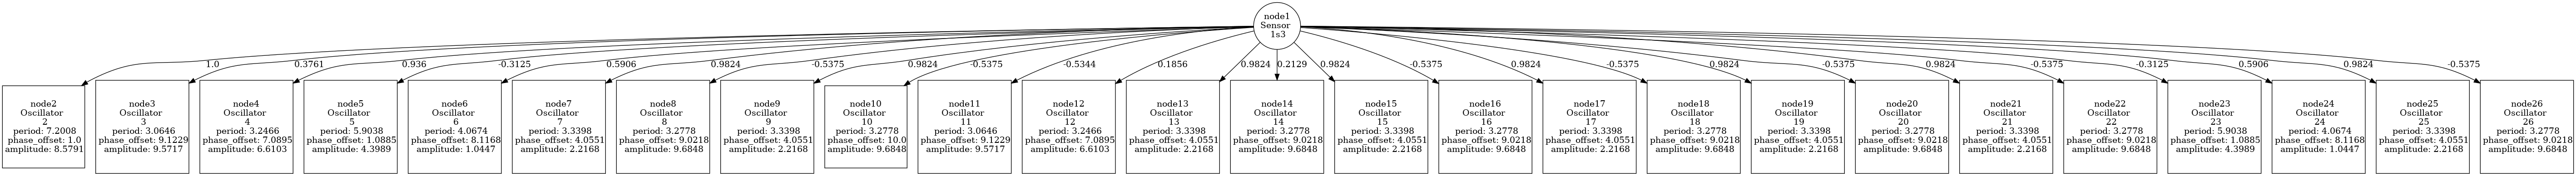 node1
Sensor
1s3
1.0
0.3761
0.936
-0.3125
0.5906
0.9824
-0.5375
0.9824
-0.5375
-0.5344
0.1856
0.9824
0.2129
0.9824
-0.5375
0.9824
-0.5375
0.9824
-0.5375
0.9824
-0.5375
-0.3125
0.5906
0.9824
-0.5375
node2
Oscillator
2
period: 7.2008
phase_offset: 1.0
amplitude: 8.5791
node3
Oscillator
3
period: 3.0646
phase_offset: 9.1229
amplitude: 9.5717
node4
Oscillator
4
period: 3.2466
phase_offset: 7.0895
amplitude: 6.6103
node5
Oscillator
5
period: 5.9038
phase_offset: 1.0885
amplitude: 4.3989
node6
Oscillator
6
period: 4.0674
phase_offset: 8.1168
amplitude: 1.0447
node7
Oscillator
7
period: 3.3398
phase_offset: 4.0551
amplitude: 2.2168
node8
Oscillator
8
period: 3.2778
phase_offset: 9.0218
amplitude: 9.6848
node9
Oscillator
9
period: 3.3398
phase_offset: 4.0551
amplitude: 2.2168
node10
Oscillator
10
period: 3.2778
phase_offset: 10.0
amplitude: 9.6848
node11
Oscillator
11
period: 3.0646
phase_offset: 9.1229
amplitude: 9.5717
node12
Oscillator
12
period: 3.2466
phase_offset: 7.0895
amplitude: 6.6103
node13
Oscillator
13
period: 3.3398
phase_offset: 4.0551
amplitude: 2.2168
node14
Oscillator
14
period: 3.2778
phase_offset: 9.0218
amplitude: 9.6848
node15
Oscillator
15
period: 3.3398
phase_offset: 4.0551
amplitude: 2.2168
node16
Oscillator
16
period: 3.2778
phase_offset: 9.0218
amplitude: 9.6848
node17
Oscillator
17
period: 3.3398
phase_offset: 4.0551
amplitude: 2.2168
node18
Oscillator
18
period: 3.2778
phase_offset: 9.0218
amplitude: 9.6848
node19
Oscillator
19
period: 3.3398
phase_offset: 4.0551
amplitude: 2.2168
node20
Oscillator
20
period: 3.2778
phase_offset: 9.0218
amplitude: 9.6848
node21
Oscillator
21
period: 3.3398
phase_offset: 4.0551
amplitude: 2.2168
node22
Oscillator
22
period: 3.2778
phase_offset: 9.0218
amplitude: 9.6848
node23
Oscillator
23
period: 5.9038
phase_offset: 1.0885
amplitude: 4.3989
node24
Oscillator
24
period: 4.0674
phase_offset: 8.1168
amplitude: 1.0447
node25
Oscillator
25
period: 3.3398
phase_offset: 4.0551
amplitude: 2.2168
node26
Oscillator
26
period: 3.2778
phase_offset: 9.0218
amplitude: 9.6848